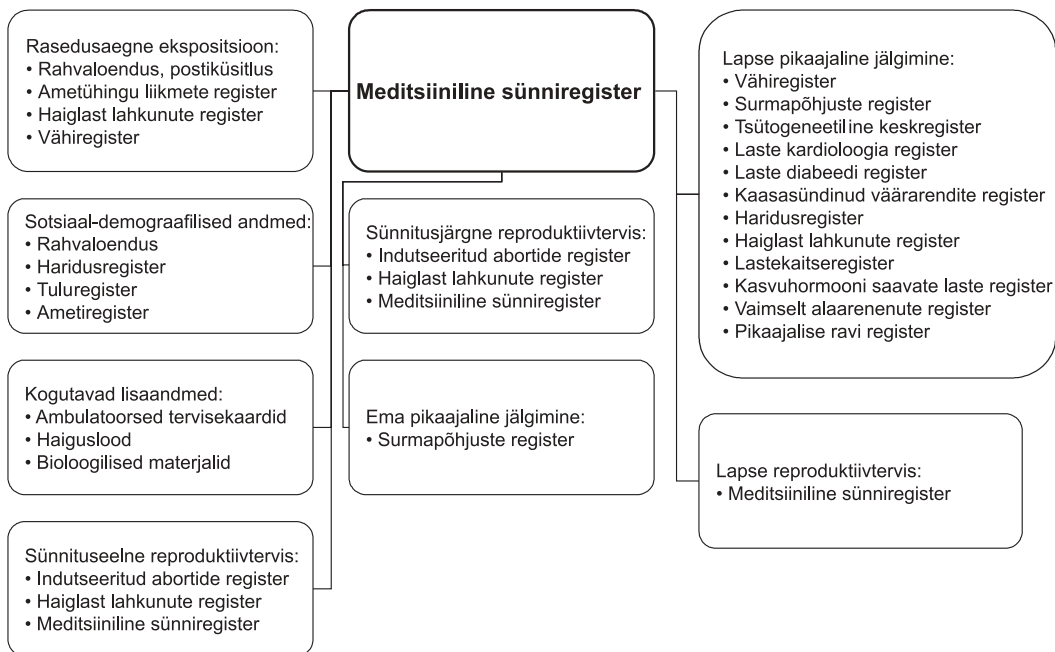 Rasedusaegne ekspositsioon:
• Rahvaloendus, postiküsitlus
• Ametühingu liikmete register
• Haiglast lahkunute register
• Vähiregister
Sotsiaal-demograafilised andmed:
• Rahvaloendus
• Haridusregister
• Tuluregister
• Ametiregister
Kogutavad lisaandmed:
• Ambulatoorsed tervisekaardid
• Haiguslood
• Bioloogilised materjalid
Sünnituseelne reproduktiivtervis:
• Indutseeritud abortide register
• Haiglast lahkunute register
• Meditsiiniline sünniregister
Meditsiiniline sünniregister
Sünnitusjärgne reproduktiivtervis:
• Indutseeritud abortide register
• Haiglast lahkunute register
• Meditsiiniline sünniregister
Ema pikaajaline jälgimine:
• Surmapõhjuste register
Lapse pikaajaline jälgimine:
• Vähiregister
• Surmapõhjuste register
• Tsütogeneetiline keskregister
• Laste kardioloogia register
• Laste diabeedi register
• Kaasasündinud väärarendite register
• Haridusregister
• Haiglast lahkunute register
• Lastekaitseregister
• Kasvuhormooni saavate laste register
• Vaimselt alaarenenute register
• Pikaajalise ravi register
Lapse reproduktiivtervis:
• Meditsiiniline sünniregister